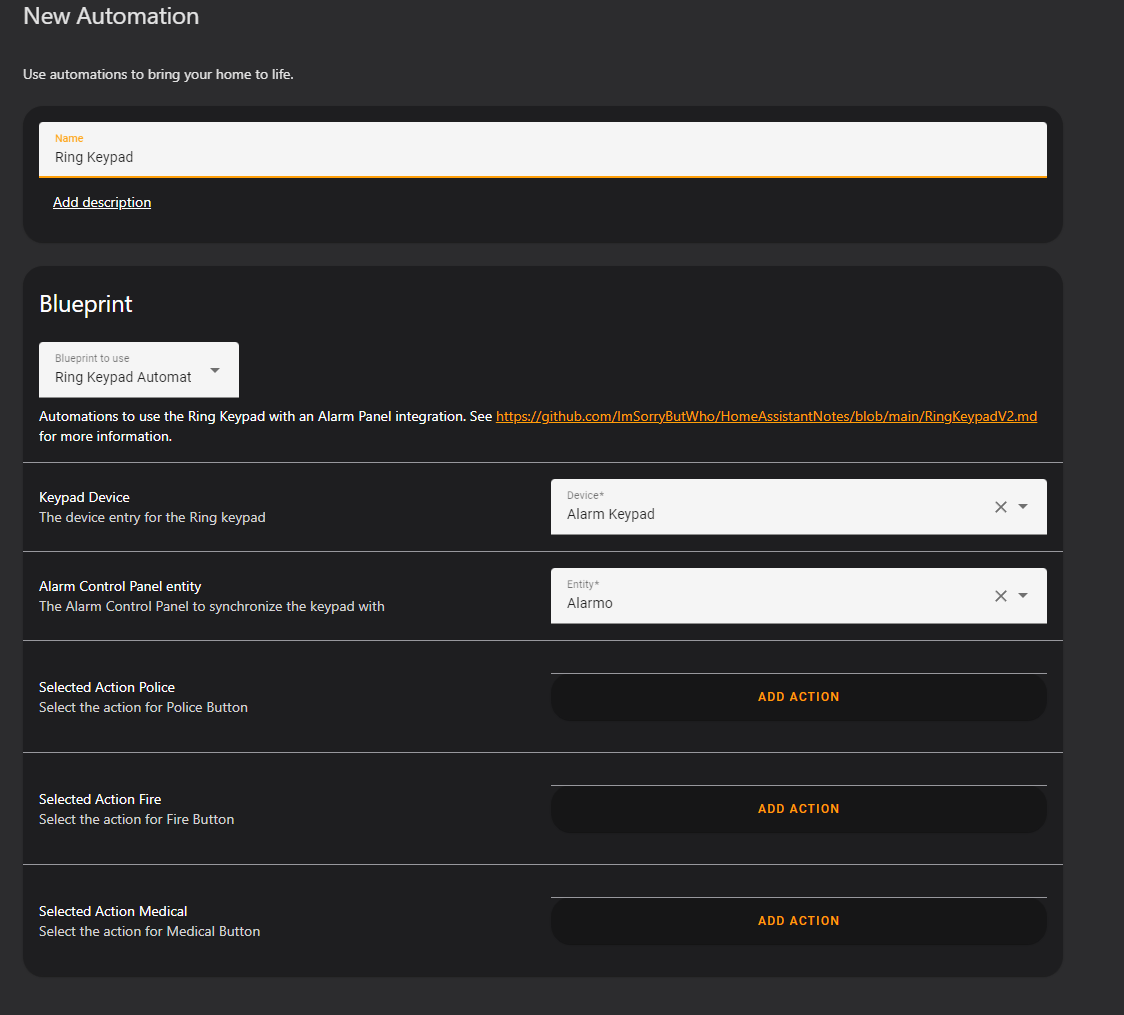 New Automation
Use automations to bring your home to life.
Name
Ring Keypad
Add description
Blueprint
Blueprint to use
Ring Keypad Automat
Automations to use the Ring Keypad with an Alarm Panel integration. See https://github.com/ImSorryButWho/HomeAssistantNotes/blob/main/RingKeypadV2.md
for more information.
Keypad Device
The device entry for the Ring keypad
Device*
Alarm Keypad
Alarm Control Panel entity
The Alarm Control Panel to synchronize the keypad with
Entity*
Alarmo
Selected Action Police
Select the action for Police Button
ADD ACTION
Selected Action Fire
Select the action for Fire Button
ADD ACTION
Selected Action Medical
Select the action for Medical Button
ADD ACTION